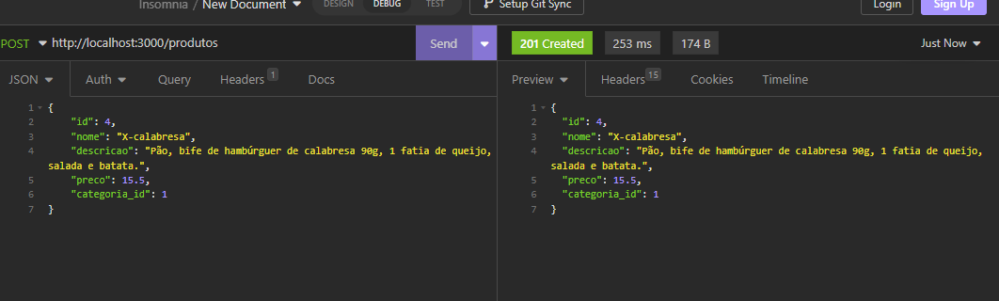 Insomnia / New Document
DESIGN DEBUG TEST
Setup Git Sync
Login
Sign Up
POST http://localhost:3000/produtos
Send
201 Created 253 ms 174 B
Just Now
JSON Auth Query Headers 1 Docs
1 {
2 "id": 4,
3 "nome": "X-calabresa",
4 "descricao": "Pão, bife de hambúrguer de calabresa 90g, 1 fatia de queijo,
salada e batata.",
5 "preco": 15.5,
6 "categoria_id": 1
7 }
Preview Headers 15 Cookies Timeline
1 {
2 "id": 4,
3 "nome": "X-calabresa",
4 "descricao": "Pão, bife de hambúrguer de calabresa 90g, 1 fatia de queijo,
salada e batata.",
5 "preco": 15.5,
6 "categoria_id": 1
7 }